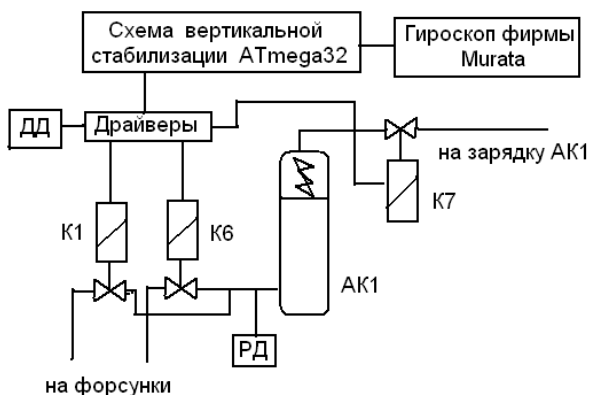 Схема вертикальной
стабилизации ATmega32
Гироскоп фирмы
Murata
ДД
Драйверы
на зарядку АК1
К1
К6
К7
АК1
РД
на форсунки